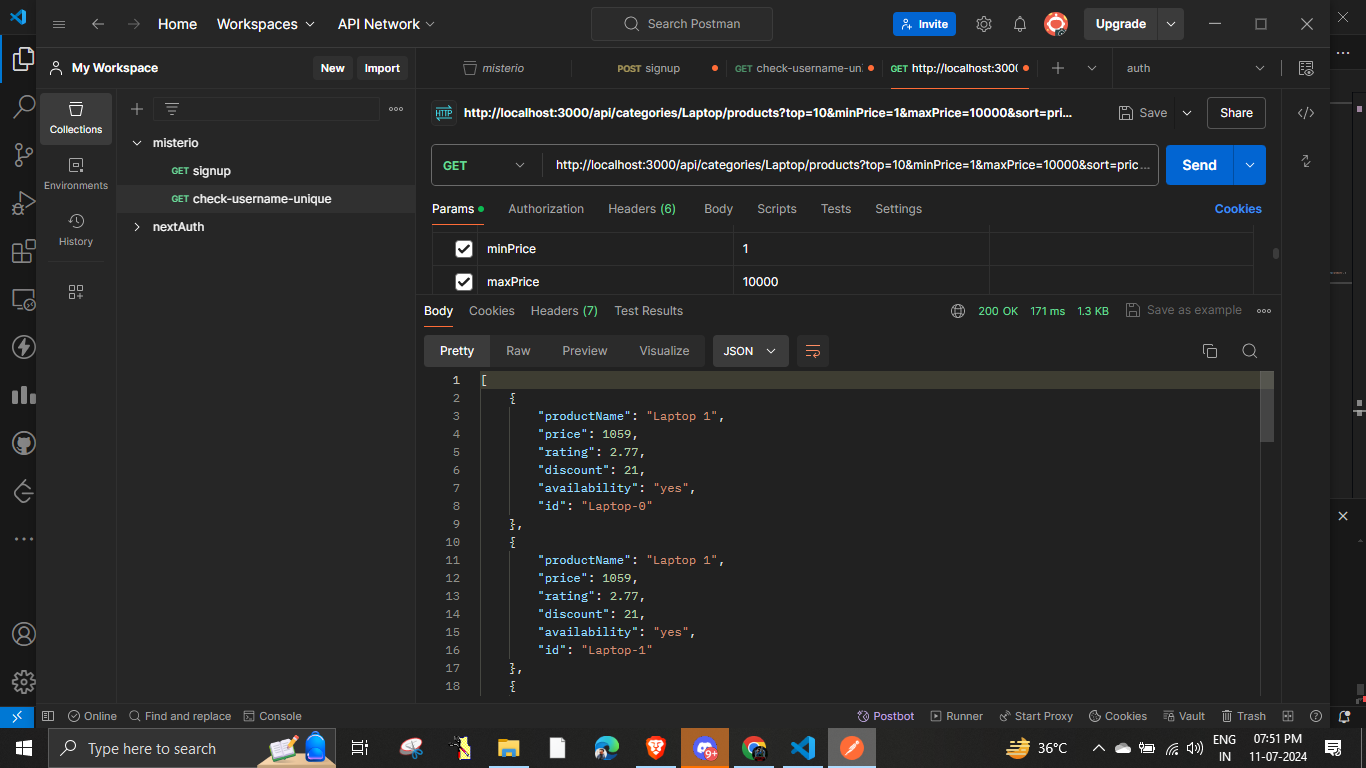 Home
Workspaces
API Network
Search Postman
Invite
Upgrade
My Workspace
New
Import
misterio
POST signup
GET check-username-un
GET http://localhost:300
auth
Collections
Environments
History
misterio
GET signup
GET check-username-unique
nextAuth
HTTP
http://localhost:3000/api/categories/Laptop/products?top=10&minPrice=1&maxPrice=10000&sort=pri...
Save
Share
GET
http://localhost:3000/api/categories/Laptop/products?top=10&minPrice=1&maxPrice=10000&sort=pric...
Send
Params
Authorization
Headers (6)
Body
Scripts
Tests
Settings
Cookies
minPrice
1
maxPrice
10000
Body
Cookies
Headers (7)
Test Results
200 OK
171 ms
1.3 KB
Save as example
Pretty
Raw
Preview
Visualize
JSON
1 [
2 {
3 "productName": "Laptop 1",
4 "price": 1059,
5 "rating": 2.77,
6 "discount": 21,
7 "availability": "yes",
8 "id": "Laptop-0"
9 },
10 {
11 "productName": "Laptop 1",
12 "price": 1059,
13 "rating": 2.77,
14 "discount": 21,
15 "availability": "yes",
16 "id": "Laptop-1"
17 },
18 {
Online
Find and replace
Console
Postbot
Runner
Start Proxy
Cookies
Vault
Trash
Type here to search
9+
36°C
ENG
IN
07:51 PM
11-07-2024